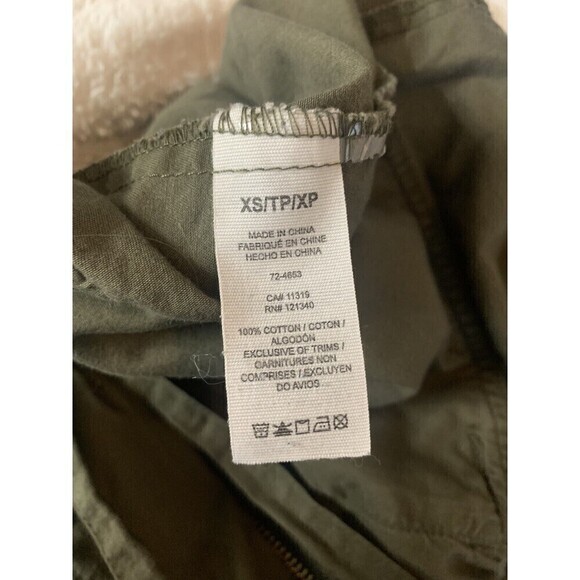 XS/TP/XP
MADE IN CHINA
FABRIQUÉ EN CHINE
HECHO EN CHINA
72-4653
CA# 11319
RN# 121340
100% COTTON / COTON /
ALGODÓN
EXCLUSIVE OF TRIMS /
GARNITURES NON
COMPRISES / EXCLUYEN
DO AVIOS